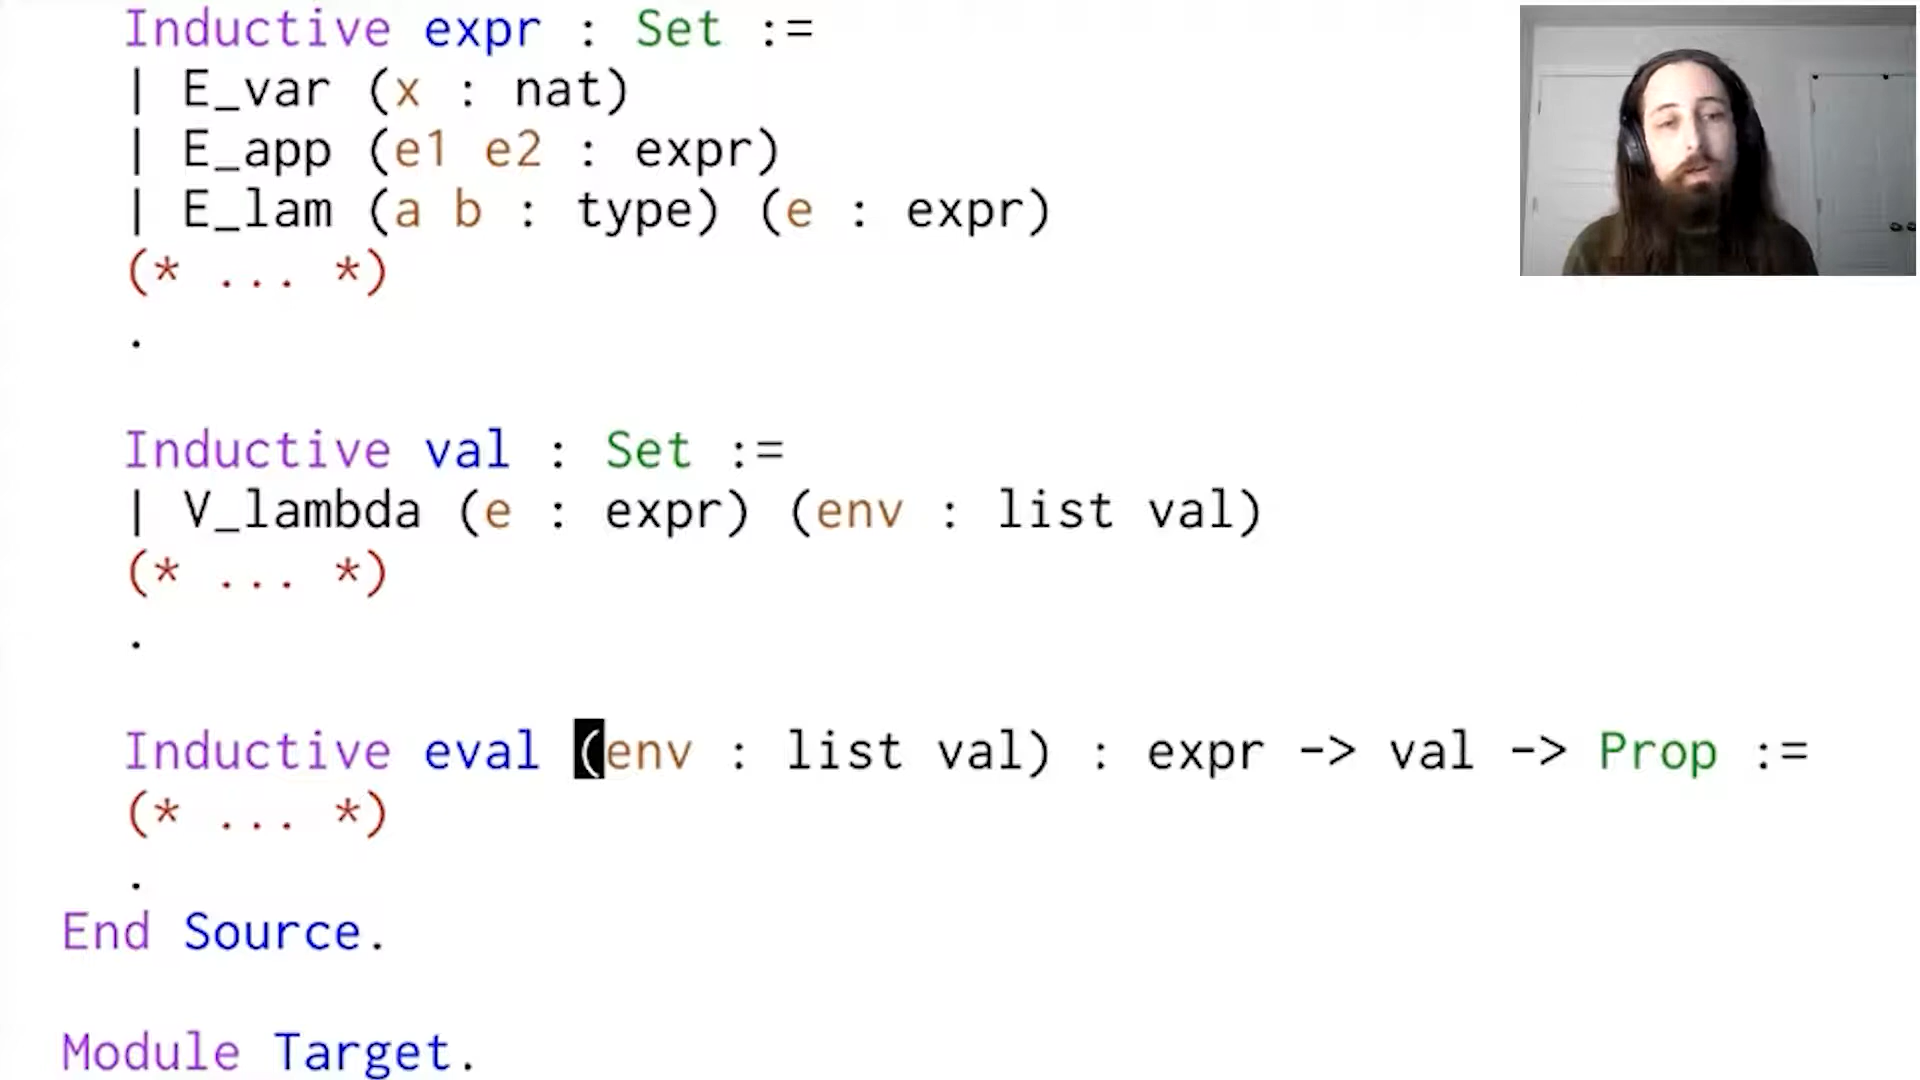 Inductive expr : Set :=
| E_var (x : nat)
| E_app (e1 e2 : expr)
| E_lam (a b : type) (e : expr)
(* ... *)
.
Inductive val : Set :=
| V_lambda (e : expr) (env : list val)
(* ... *)
.
Inductive eval (env : list val) : expr -> val -> Prop :=
(* ... *)
.
End Source.
Module Target.